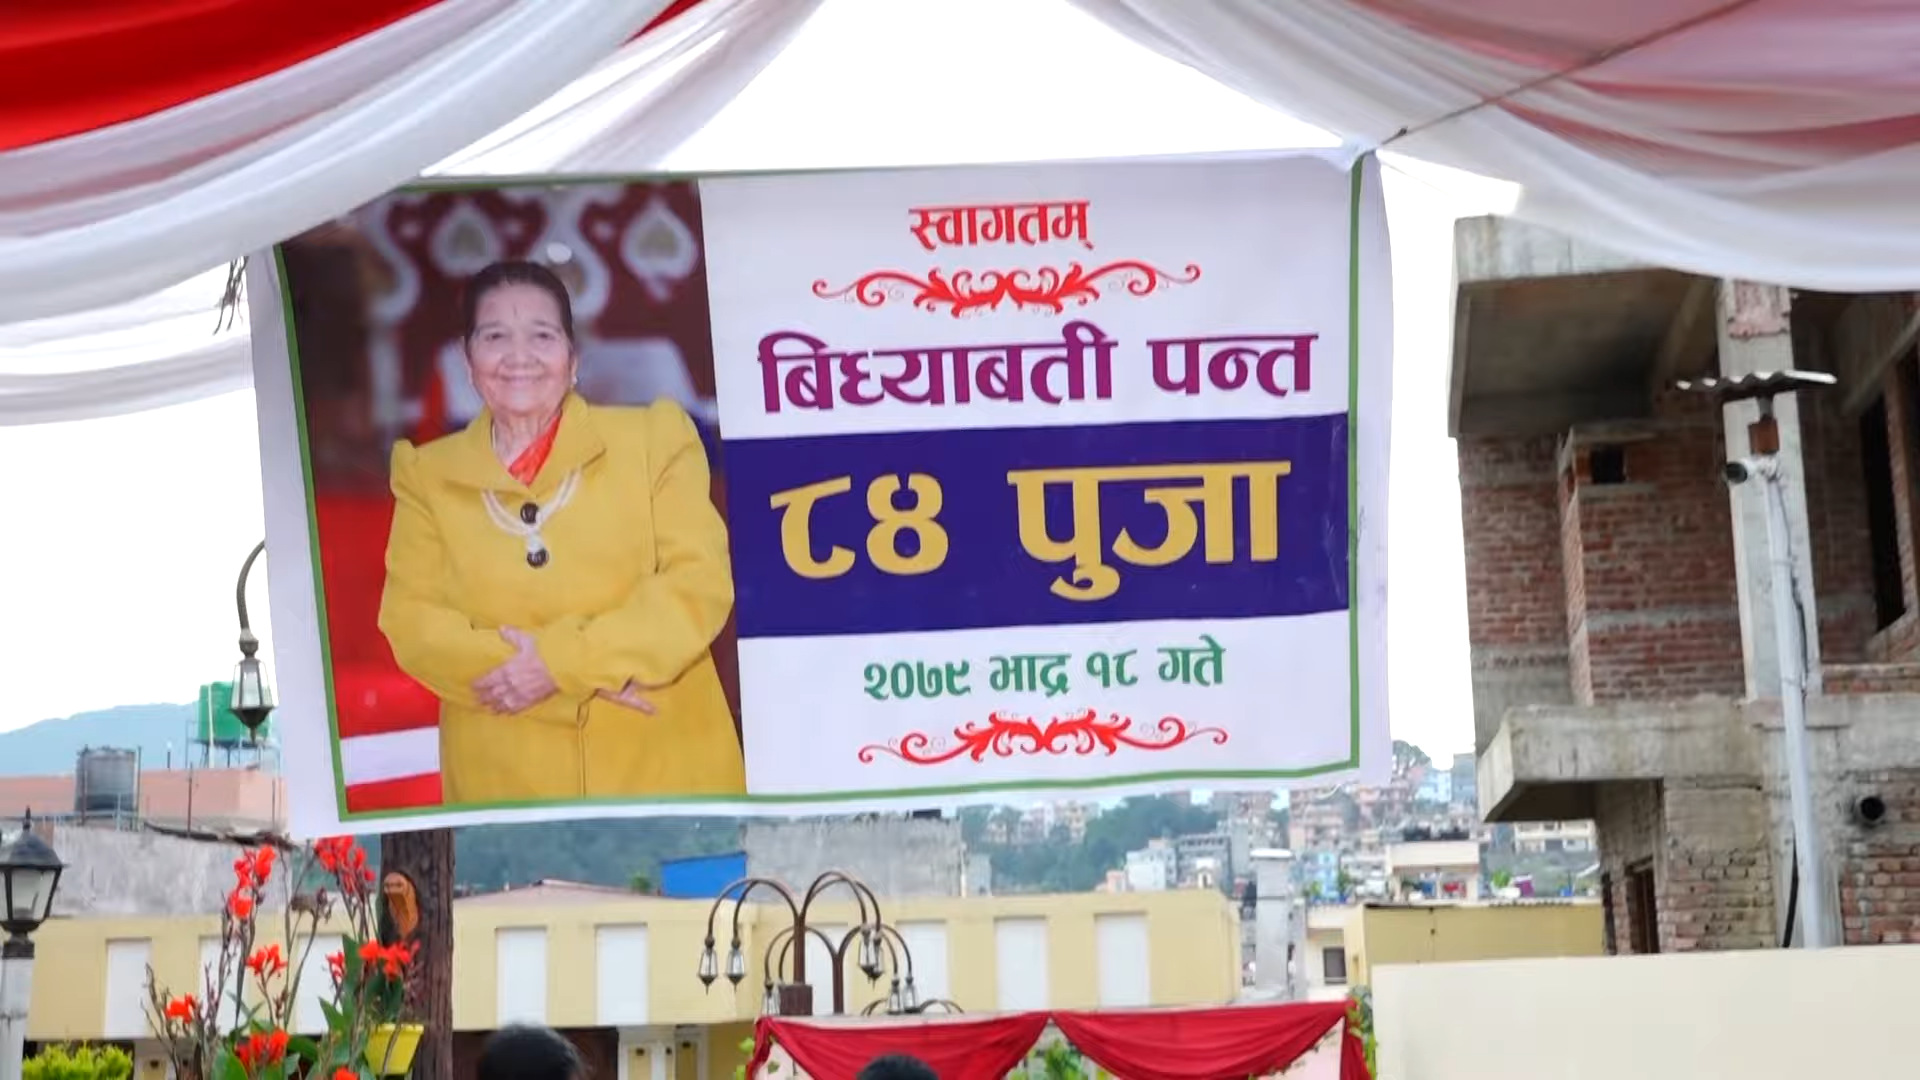 स्वागतम्
बिध्याबती पन्त
८४ पुजा
२०७९ भाद्र १८ गते